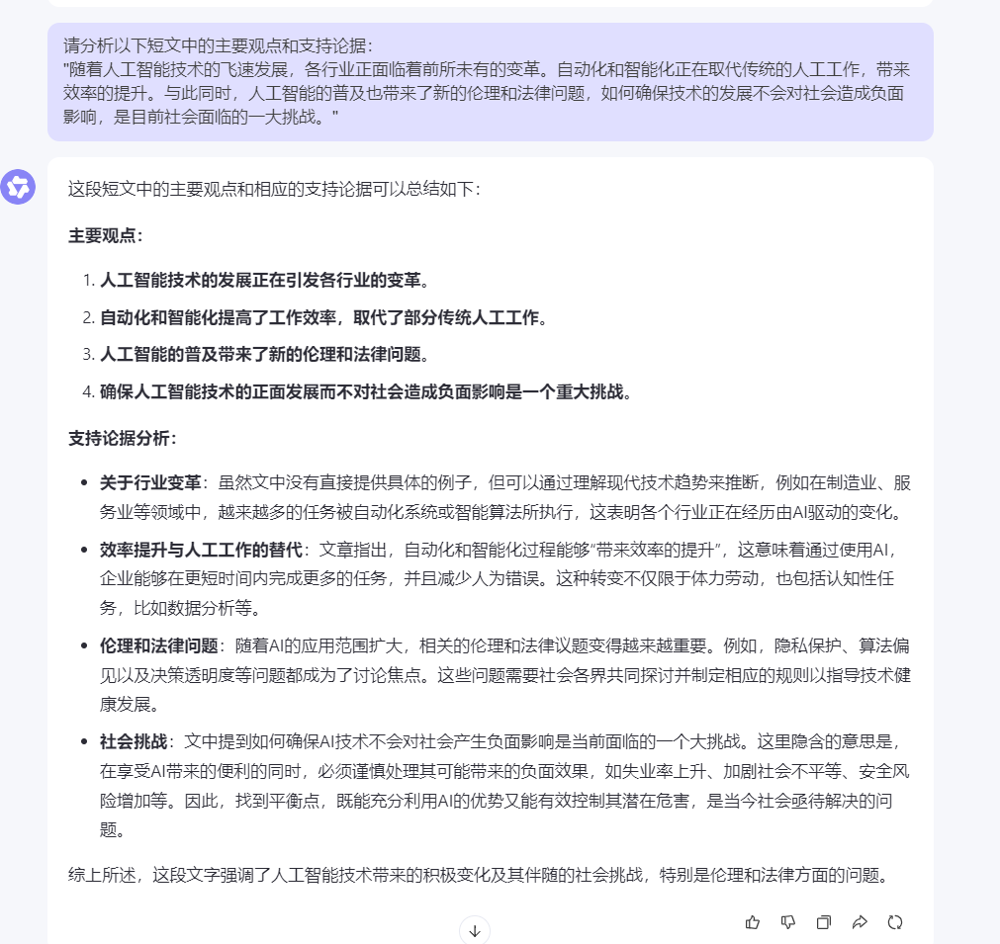 请分析以下短文中的主要观点和支持论据：
"随着人工智能技术的飞速发展，各行业正面临着前所未有的变革。自动化和智能化正在取代传统的人工工作，带来
效率的提升。与此同时，人工智能的普及也带来了新的伦理和法律问题，如何确保技术的发展不会对社会造成负面
影响，是目前社会面临的一大挑战。"
这段短文中的主要观点和相应的支持论据可以总结如下：
主要观点：
1. 人工智能技术的发展正在引发各行业的变革。
2. 自动化和智能化提高了工作效率，取代了部分传统人工工作。
3. 人工智能的普及带来了新的伦理和法律问题。
4. 确保人工智能技术的正面发展而不对社会造成负面影响是一个重大挑战。
支持论据分析：
• 关于行业变革：虽然文中没有直接提供具体的例子，但可以通过理解现代技术趋势来推断，例如在制造业、服
务业等领域中，越来越多的任务被自动化系统或智能算法所执行，这表明各个行业正在经历由AI驱动的变化。
• 效率提升与人工工作的替代：文章指出，自动化和智能化过程能够“带来效率的提升”，这意味着通过使用AI，
企业能够在更短时间内完成更多的任务，并且减少人为错误。这种转变不仅限于体力劳动，也包括认知性任
务，比如数据分析等。
• 伦理和法律问题：随着AI的应用范围扩大，相关的伦理和法律议题变得越来越重要。例如，隐私保护、算法偏
见以及决策透明度等问题都成为了讨论焦点。这些问题需要社会各界共同探讨并制定相应的规则以指导技术健
康发展。
• 社会挑战：文中提到如何确保AI技术不会对社会产生负面影响是当前面临的一个大挑战。这里隐含的意思是，
在享受AI带来的便利的同时，必须谨慎处理其可能带来的负面效果，如失业率上升、加剧社会不平等、安全风
险增加等。因此，找到平衡点，既能充分利用AI的优势又能有效控制其潜在危害，是当今社会亟待解决的问
题。
综上所述，这段文字强调了人工智能技术带来的积极变化及其伴随的社会挑战，特别是伦理和法律方面的问题。